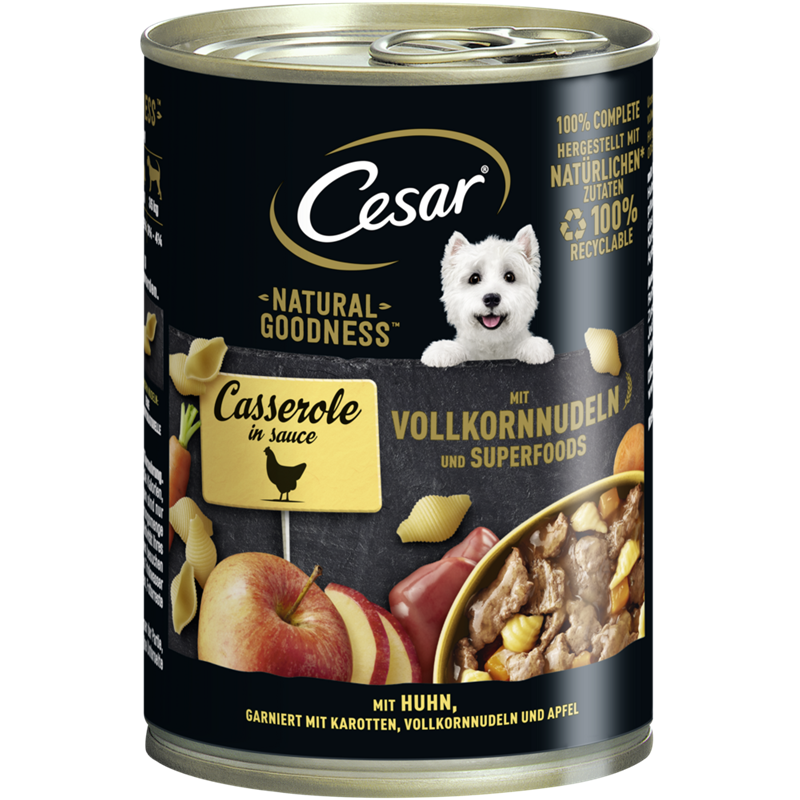 Cesar®
NATURAL
GOODNESS™
100% COMPLETE
HERGESTELLT MIT
NATÜRLICHEN*
ZUTATEN
100%
RECYCLABLE
Casserole
in sauce
MIT
VOLLKORNNUDELN
UND SUPERFOODS
MIT HUHN,
GARNIERT MIT KAROTTEN, VOLLKORNNUDELN UND APFEL